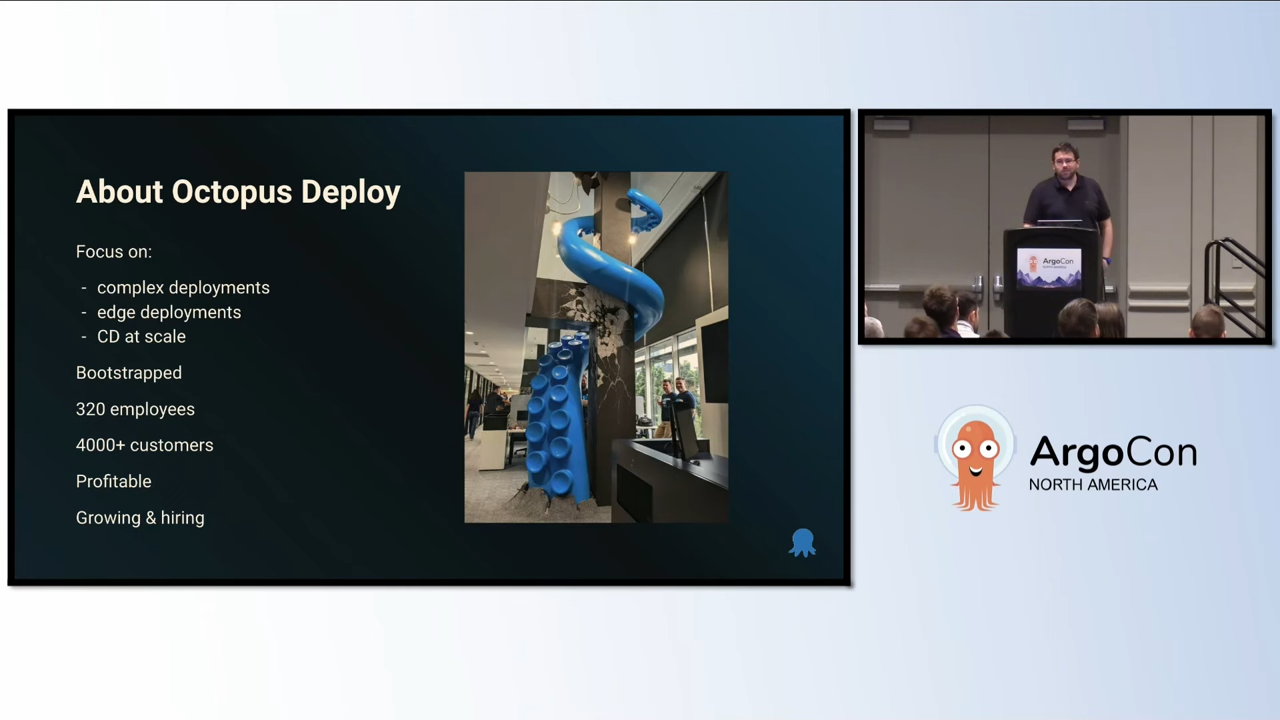 About Octopus Deploy
Focus on:
- complex deployments
- edge deployments
- CD at scale
Bootstrapped
320 employees
4000+ customers
Profitable
Growing & hiring
ArgoCon
ArgoCon
NORTH AMERICA